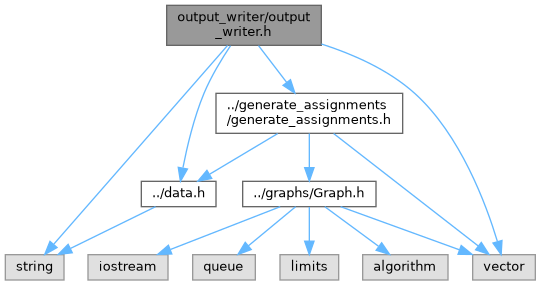 output_writer/output
_writer.h
../generate_assignments
/generate_assignments.h
../data.h
../graphs/Graph.h
string
iostream
queue
limits
algorithm
vector